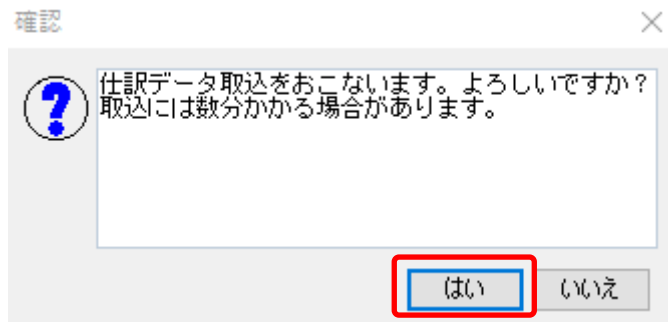 確認
仕訳データ取込をおこないます。よろしいですか?
取込には数分かかる場合があります。
はい
いいえ